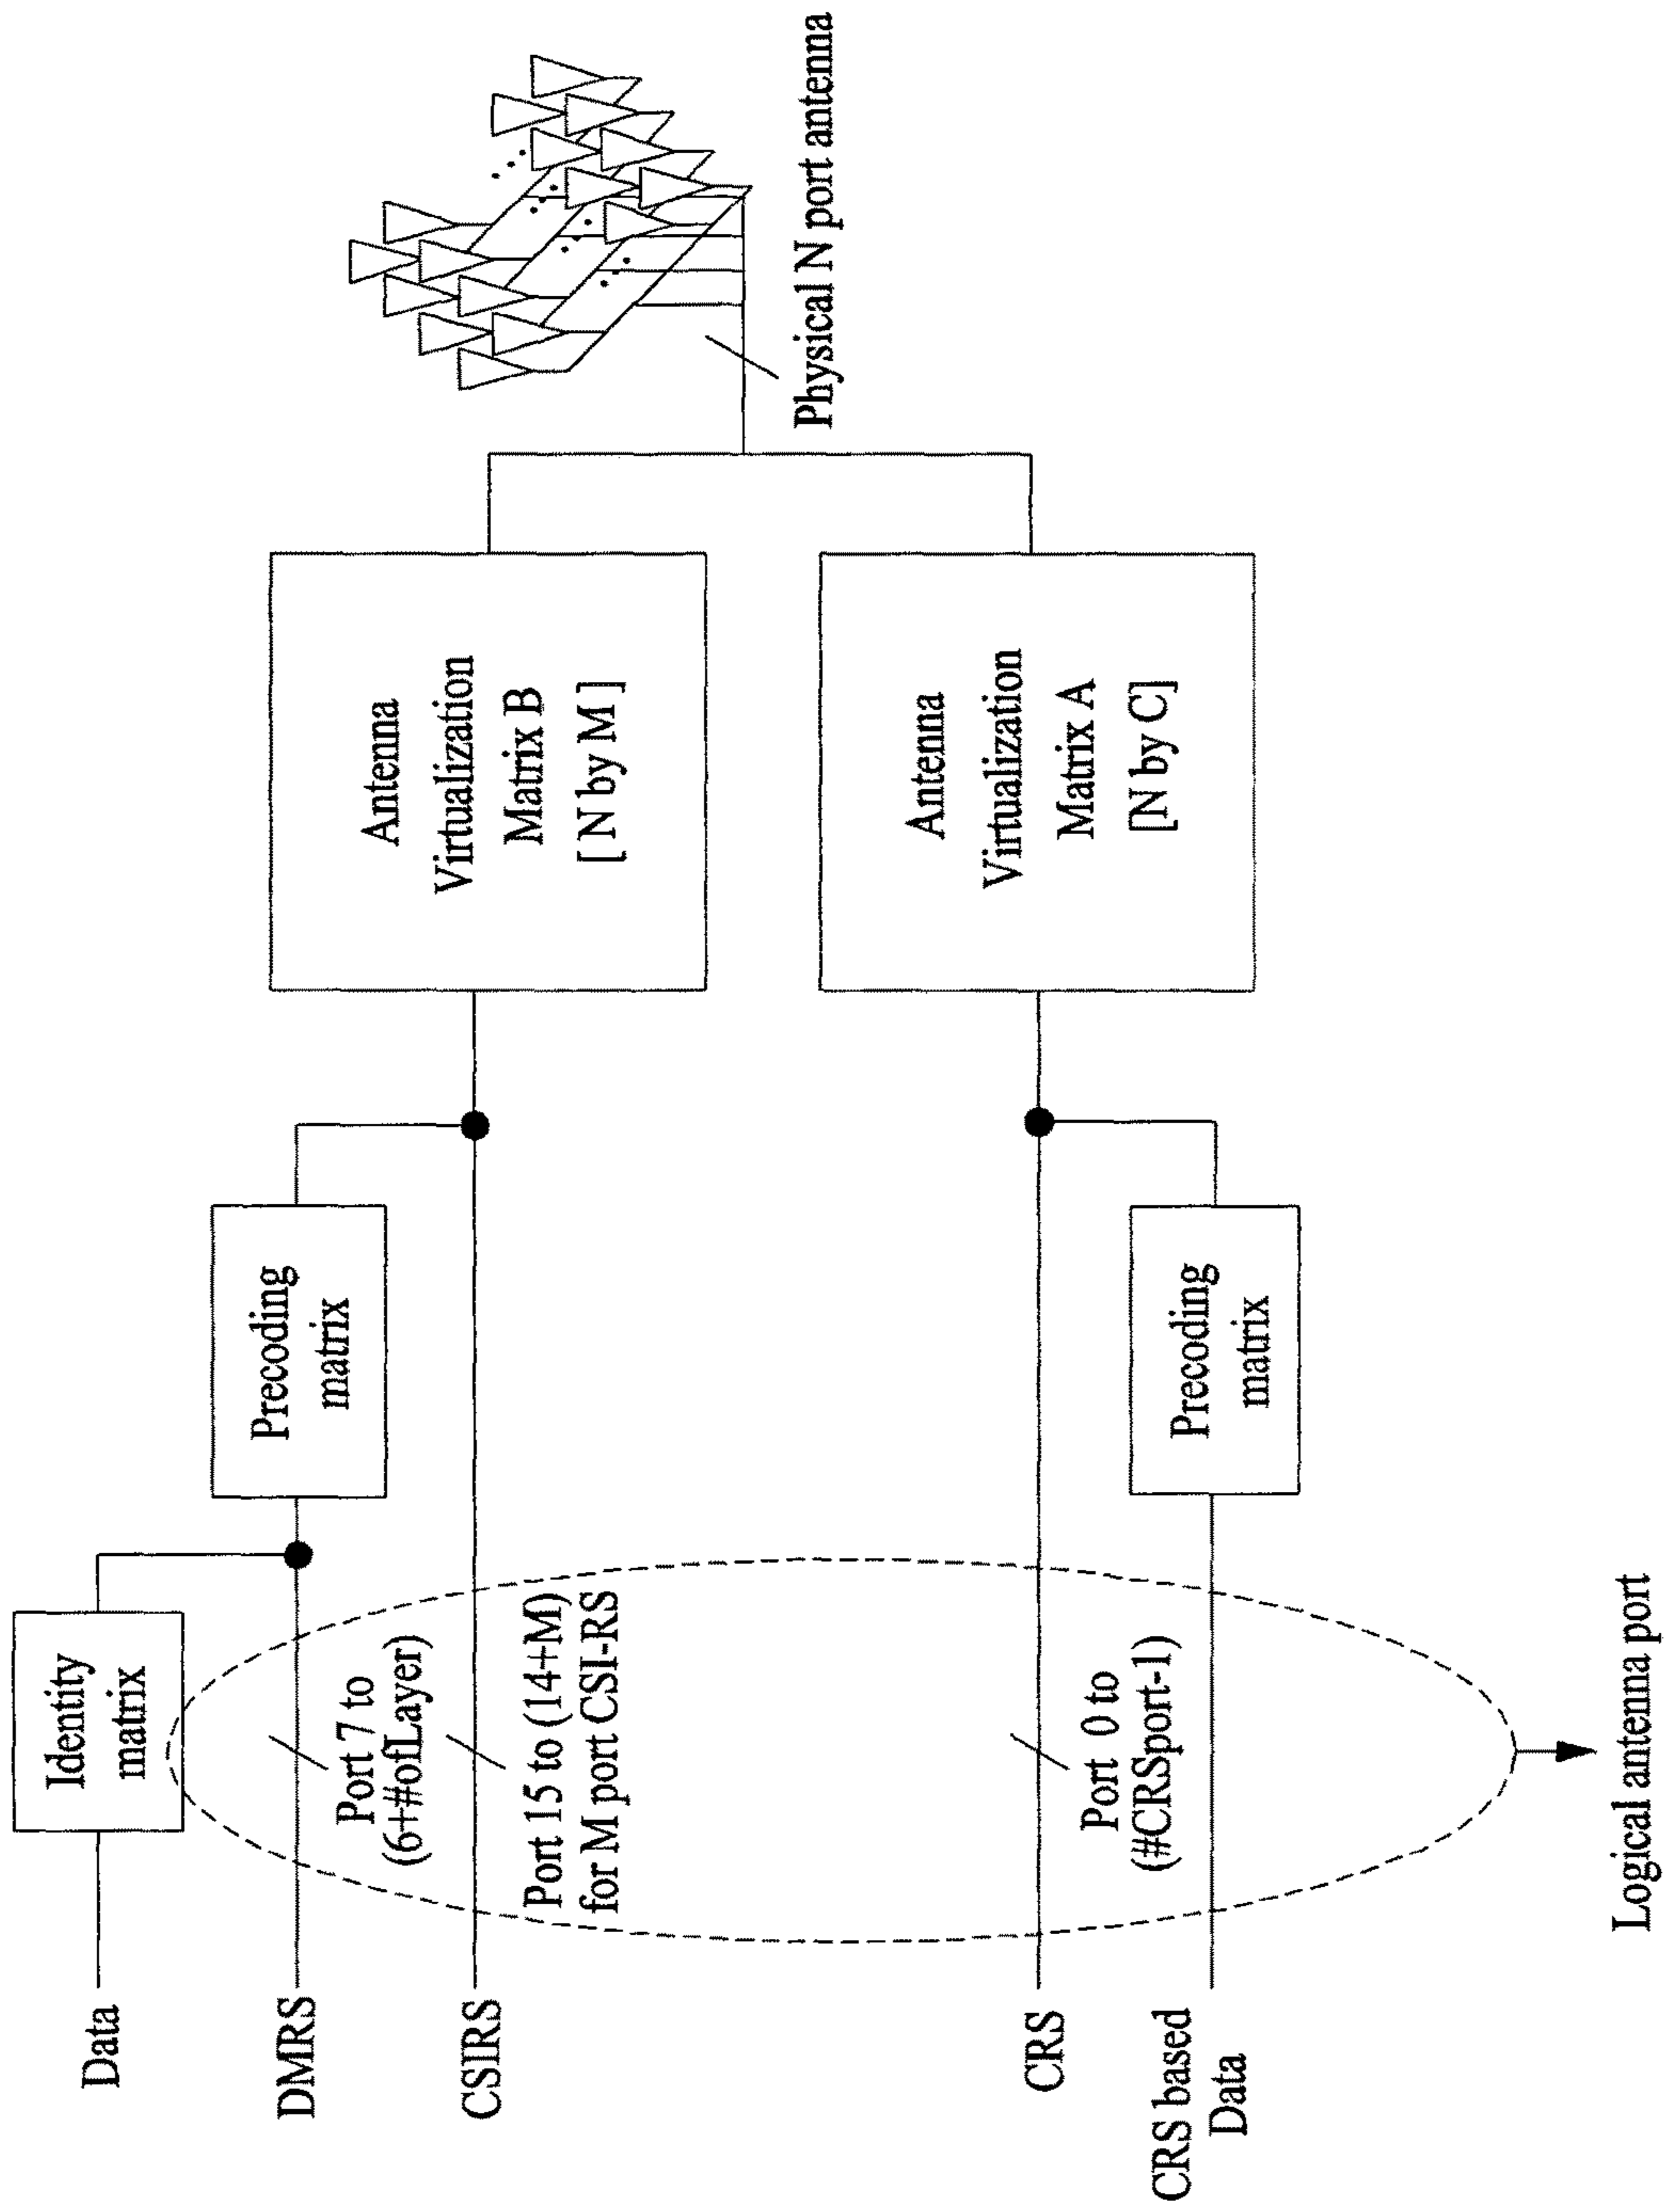 Data
Identity
matrix
DMRS
Port 7 to
(6+#ofLayer)
Precoding
matrix
CSIRS
Port 15 to (14+M)
for M port CSI-RS
Antenna
Virtualization
Matrix B
[ N by M ]
Physical N port antenna
CRS
Port 0 to
(#CRSport-1)
Antenna
Virtualization
Matrix A
[N by C]
CRS based
Data
Precoding
matrix
Logical antenna port